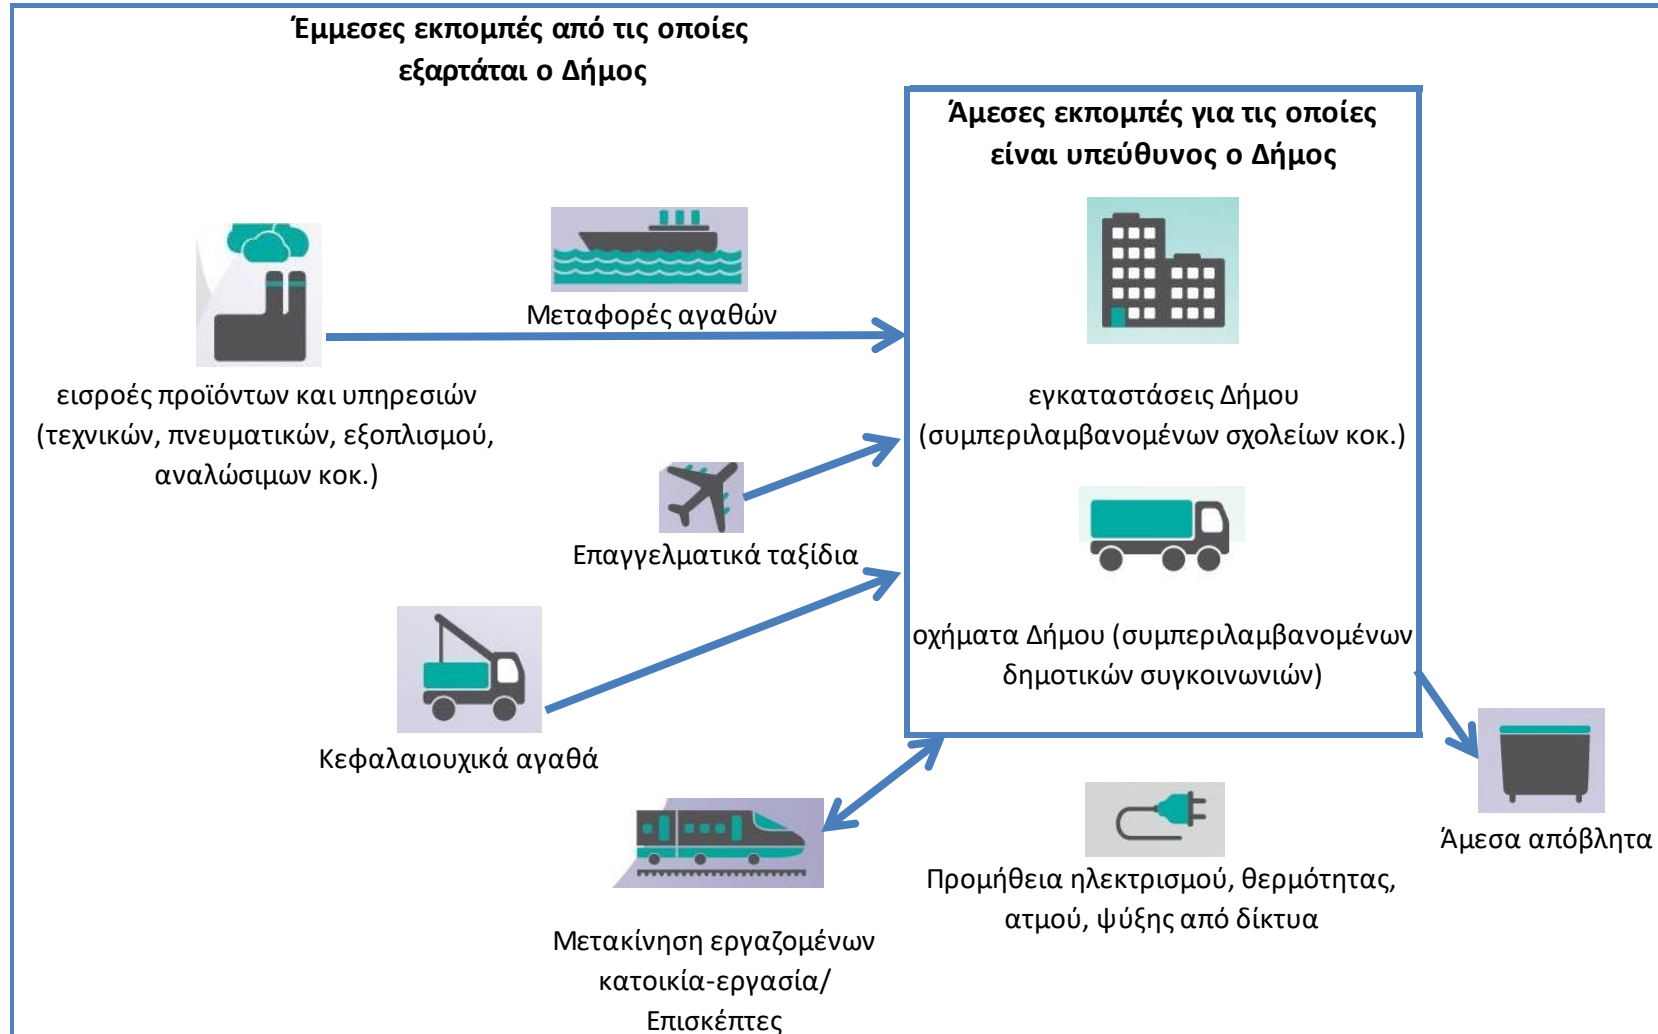 Έμμεσες εκπομπές από τις οποίες
εξαρτάται ο Δήμος
Άμεσες εκπομπές για τις οποίες
είναι υπεύθυνος ο Δήμος
Μεταφορές αγαθών
εισροές προϊόντων και υπηρεσιών
(τεχνικών, πνευματικών, εξοπλισμού,
αναλώσιμων κοκ.)
εγκαταστάσεις Δήμου
(συμπεριλαμβανομένων σχολείων κοκ.)
Επαγγελματικά ταξίδια
οχήματα Δήμου (συμπεριλαμβανομένων
δημοτικών συγκοινωνιών)
Κεφαλαιουχικά αγαθά
Άμεσα απόβλητα
Προμήθεια ηλεκτρισμού, θερμότητας,
ατμού, ψύξης από δίκτυα
Μετακίνηση εργαζομένων
κατοικία-εργασία/
Επισκέπτες